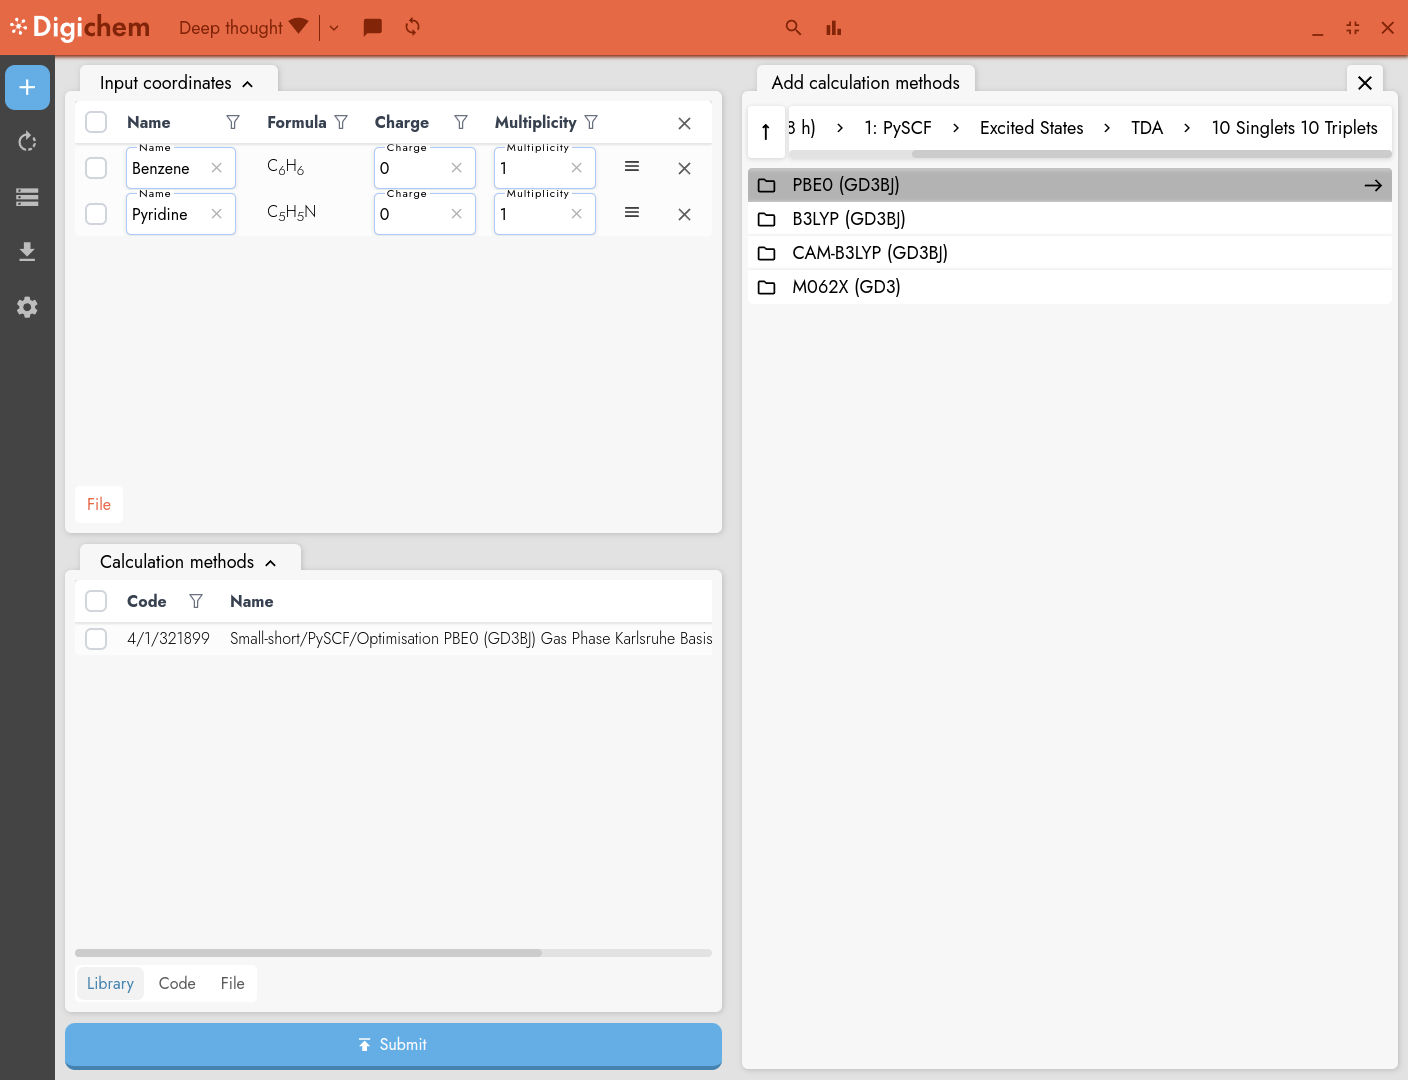 Digichem Deep thought
Input coordinates
Name Formula Charge Multiplicity
Name Charge Multiplicity
Benzene C6H6 0 1
Name Charge Multiplicity
Pyridine C5H5N 0 1
File
Calculation methods
Code Name
4/1/321899 Small-short/PySCF/Optimisation PBE0 (GD3BJ) Gas Phase Karlsruhe Basis
Library Code File
Submit
Add calculation methods
8 h) 1: PySCF Excited States TDA 10 Singlets 10 Triplets
PBE0 (GD3BJ)
B3LYP (GD3BJ)
CAM-B3LYP (GD3BJ)
M062X (GD3)